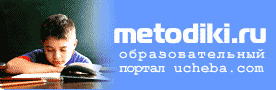 metodiki.ru
образовательный
портал ucheba.com